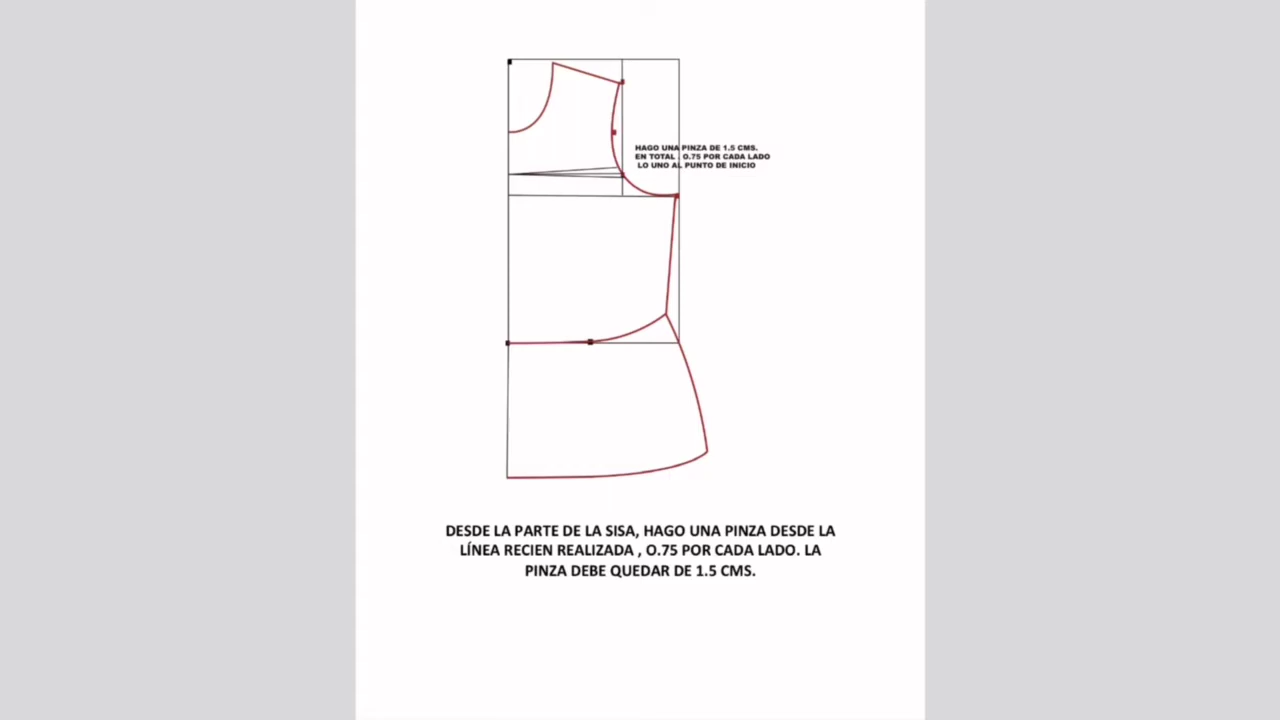 HAGO UNA PINZA DE 1.5 CMS.
EN TOTAL . O.75 POR CADA LADO
LO UNO AL PUNTO DE INICIO
DESDE LA PARTE DE LA SISA, HAGO UNA PINZA DESDE LA
LÍNEA RECIEN REALIZADA , O.75 POR CADA LADO. LA
PINZA DEBE QUEDAR DE 1.5 CMS.